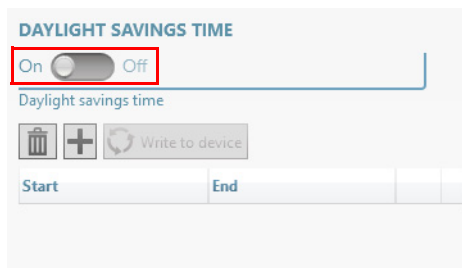 DAYLIGHT SAVINGS TIME
On Off
Daylight savings time
Write to device
Start End